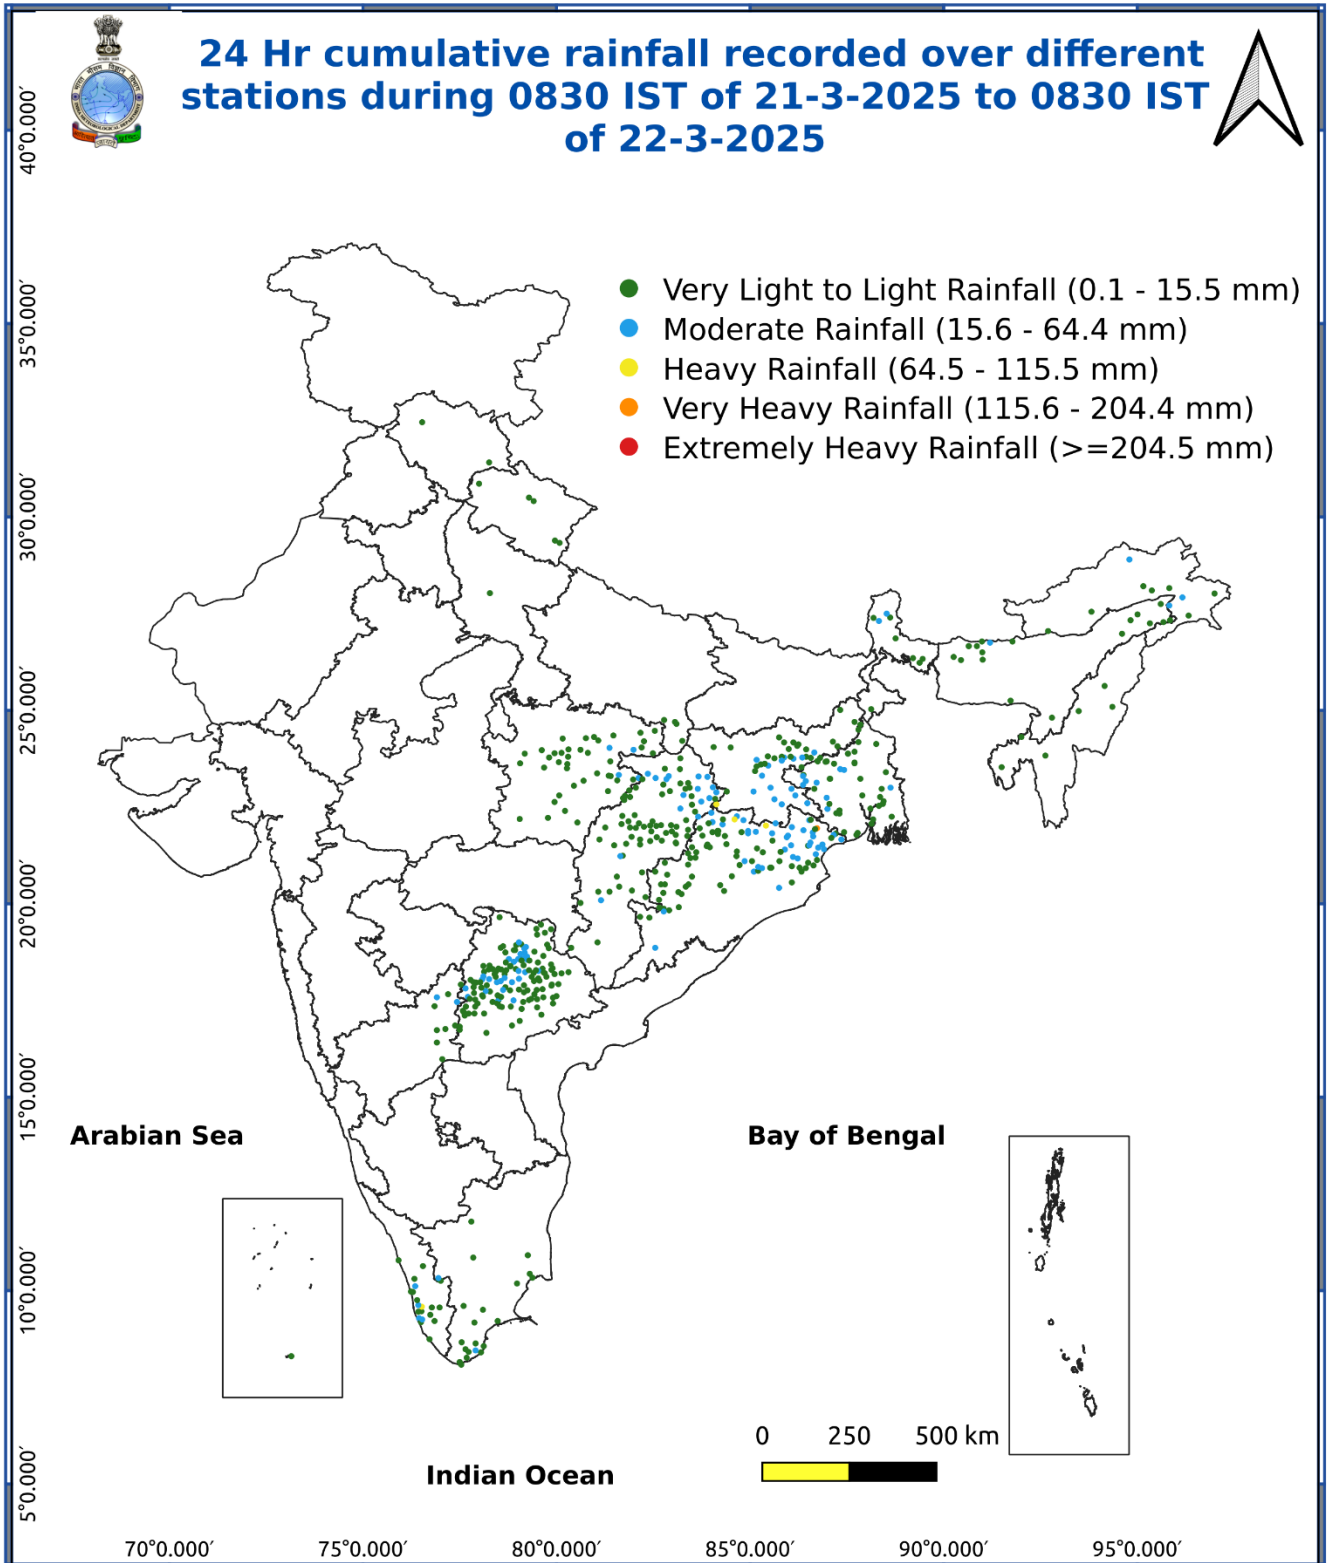 24 Hr cumulative rainfall recorded over different
stations during 0830 IST of 21-3-2025 to 0830 IST
of 22-3-2025
Very Light to Light Rainfall (0.1 - 15.5 mm)
Moderate Rainfall (15.6 - 64.4 mm)
Heavy Rainfall (64.5 - 115.5 mm)
Very Heavy Rainfall (115.6 - 204.4 mm)
Extremely Heavy Rainfall (>=204.5 mm)
40°0.000′
35°0.000′
30°0.000′
25°0.000′
20°0.000′
15°0.000′
10°0.000′
5°0.000′
Arabian Sea
Bay of Bengal
Indian Ocean
0 250 500 km
70°0.000′ 75°0.000′ 80°0.000′ 85°0.000′ 90°0.000′ 95°0.000′